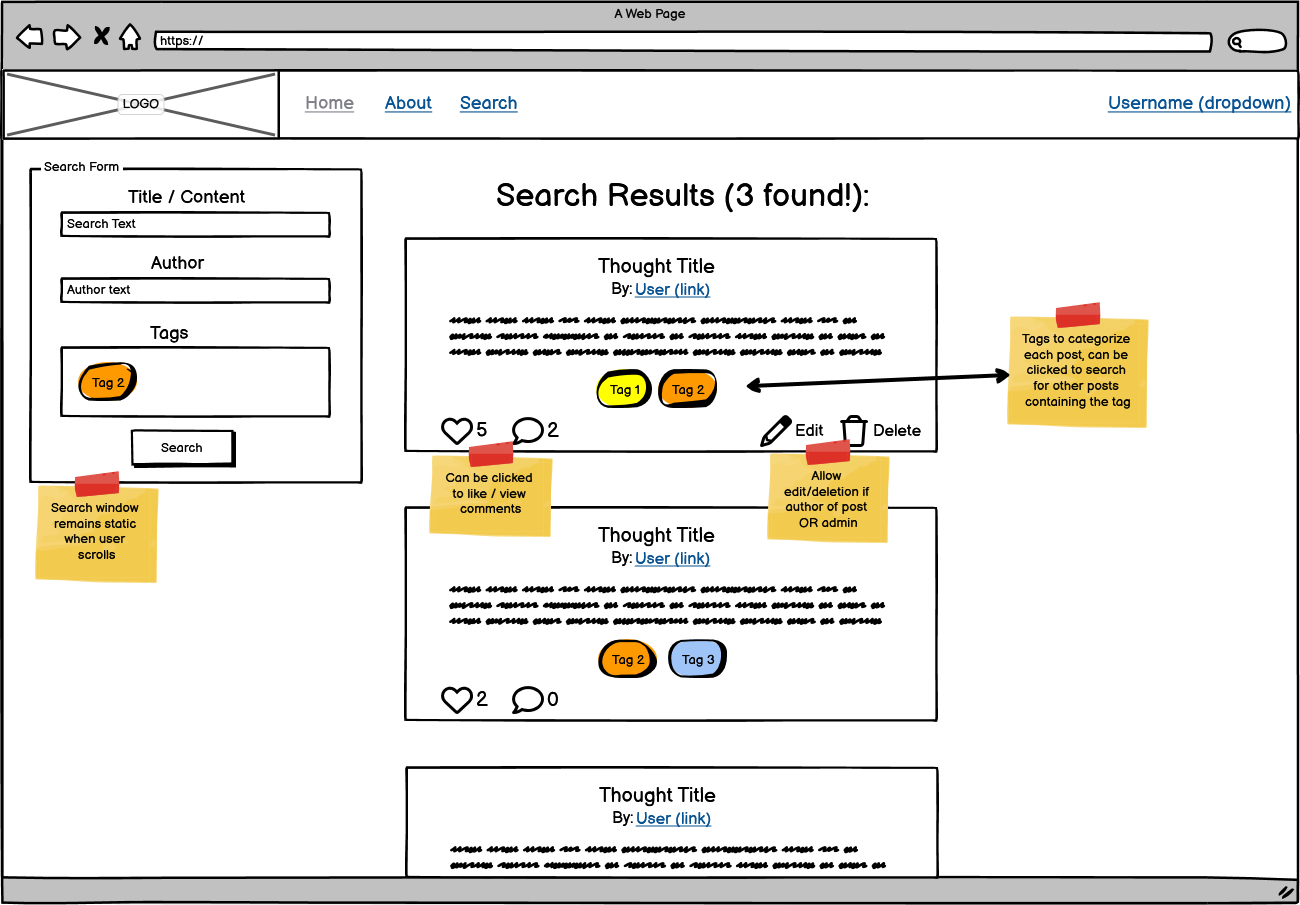 A Web Page
https://
LOGO
Home About Search Username (dropdown)
Search Form
Title / Content
Search Text
Author
Author text
Tags
Tag 2
Search
Search window
remains static
when user
scrolls
Search Results (3 found!):
Thought Title
By: User (link)
Tag 1 Tag 2
5 2 Edit Delete
Can be clicked
to like / view
comments
Allow
edit/deletion if
author of post
OR admin
Tags to categorize
each post, can be
clicked to search
for other posts
containing the tag
Thought Title
By: User (link)
Tag 2 Tag 3
2 0
Thought Title
By: User (link)